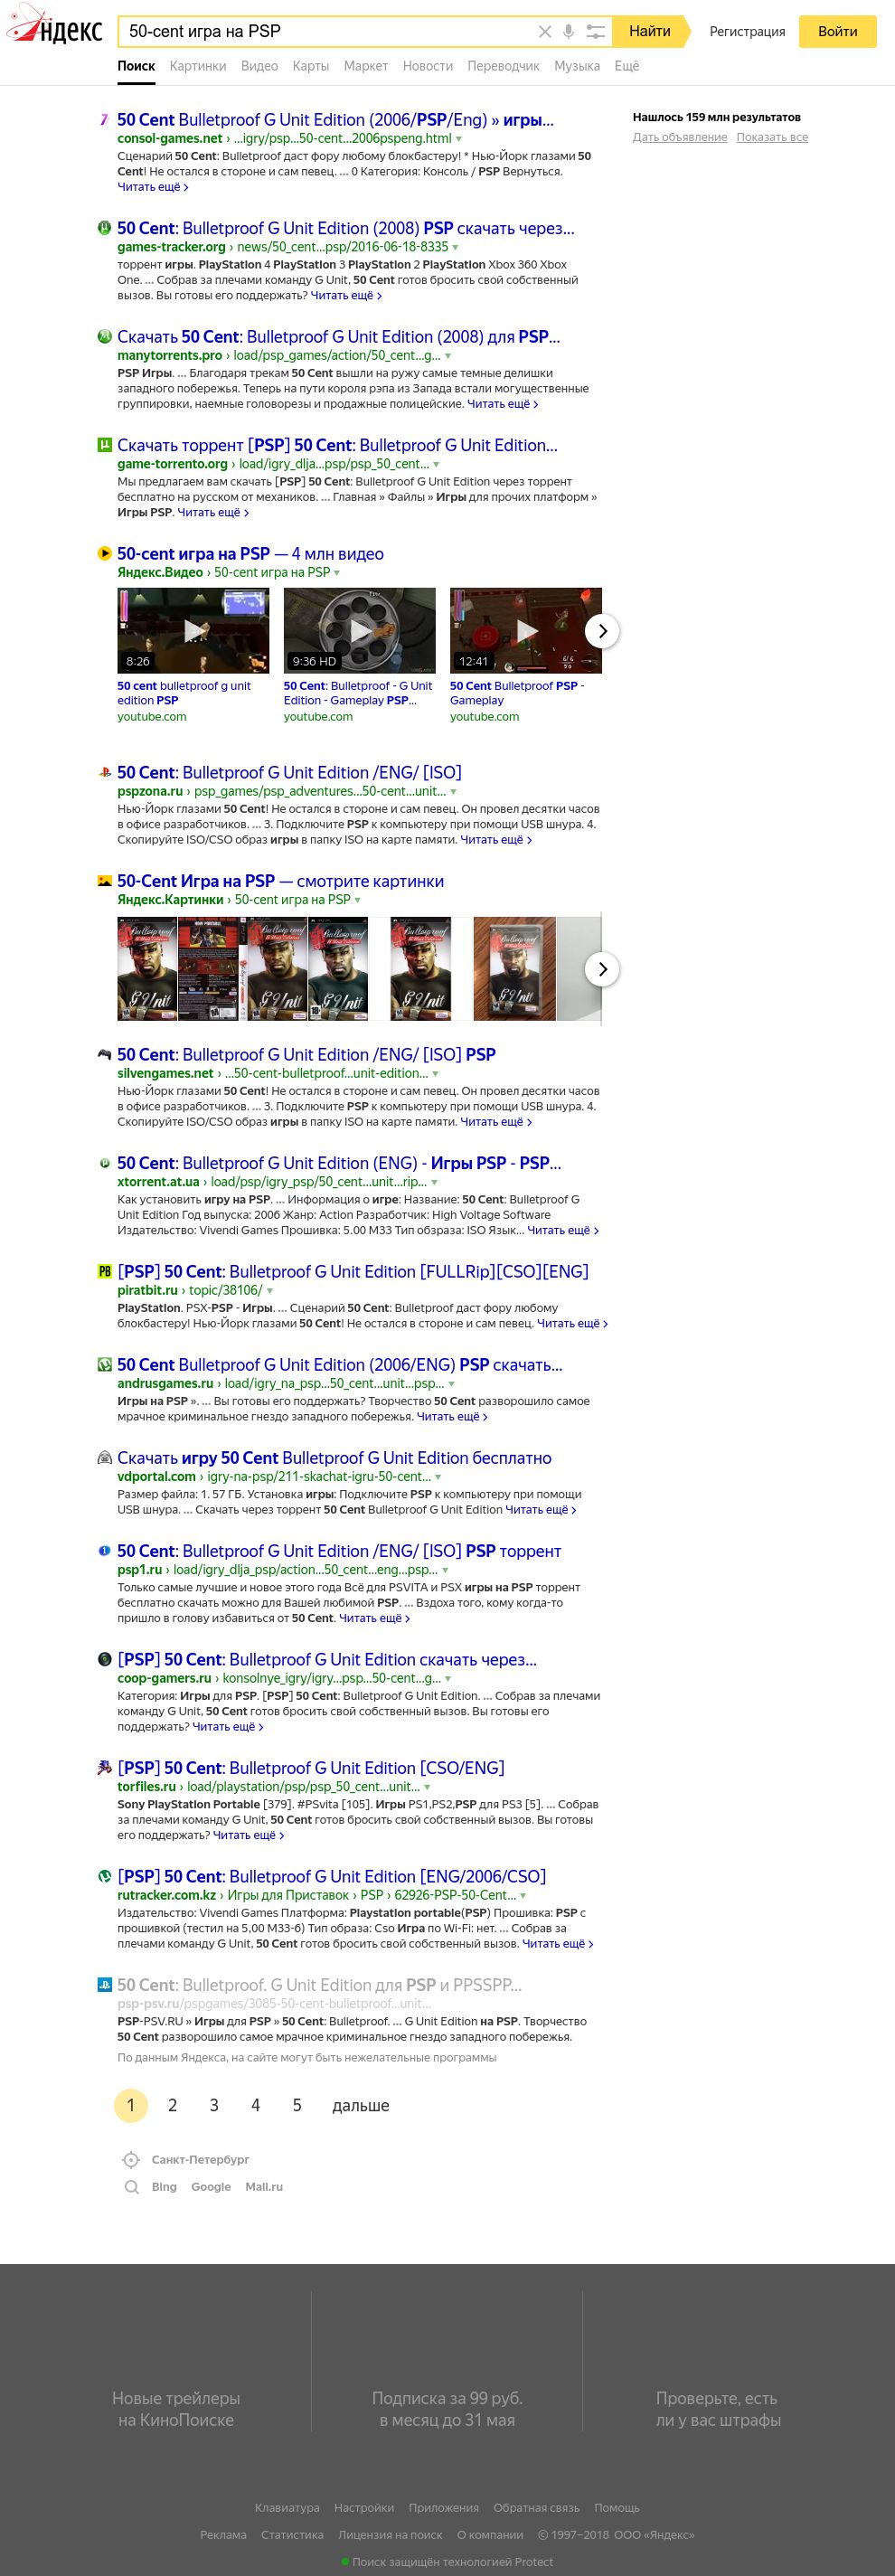 Яндекс
50-cent игра на PSP
Найти
Регистрация
Войти
Поиск Картинки Видео Карты Маркет Новости Переводчик Музыка Ещё
50 Cent Bulletproof G Unit Edition (2006/PSP/Eng) » игры...
consol-games.net › ...igry/psp...50-cent...2006pspeng.html
Сценарий 50 Cent: Bulletproof даст фору любому блокбастеру! * Нью-Йорк глазами 50
Cent! Не остался в стороне и сам певец. ... 0 Категория: Консоль / PSP Вернуться.
Читать ещё
Нашлось 159 млн результатов
Дать объявление Показать все
50 Cent: Bulletproof G Unit Edition (2008) PSP скачать через...
games-tracker.org › news/50_cent...psp/2016-06-18-8335
торрент игры. PlayStation 4 PlayStation 3 PlayStation 2 PlayStation Xbox 360 Xbox
One. ... Собрав за плечами команду G Unit, 50 Cent готов бросить свой собственный
вызов. Вы готовы его поддержать? Читать ещё
Скачать 50 Cent: Bulletproof G Unit Edition (2008) для PSP...
manytorrents.pro › load/psp_games/action/50_cent...g...
PSP Игры. ... Благодаря трекам 50 Cent вышли на ружу самые темные делишки
западного побережья. Теперь на пути короля рэпа из Запада встали могущественные
группировки, наемные головорезы и продажные полицейские. Читать ещё
Скачать торрент [PSP] 50 Cent: Bulletproof G Unit Edition...
game-torrento.org › load/igry_dlja...psp/psp_50_cent...
Мы предлагаем вам скачать [PSP] 50 Cent: Bulletproof G Unit Edition через торрент
бесплатно на русском от механиков. ... Главная » Файлы » Игры для прочих платформ »
Игры PSP. Читать ещё
50-cent игра на PSP — 4 млн видео
Яндекс.Видео › 50-cent игра на PSP
8:26
9:36 HD
12:41
50 cent bulletproof g unit
edition PSP
youtube.com
50 Cent: Bulletproof - G Unit
Edition - Gameplay PSP...
youtube.com
50 Cent Bulletproof PSP -
Gameplay
youtube.com
50 Cent: Bulletproof G Unit Edition /ENG/ [ISO]
pspzona.ru › psp_games/psp_adventures...50-cent...unit...
Нью-Йорк глазами 50 Cent! Не остался в стороне и сам певец. Он провел десятки часов
в офисе разработчиков. ... 3. Подключите PSP к компьютеру при помощи USB шнура. 4.
Скопируйте ISO/CSO образ игры в папку ISO на карте памяти. Читать ещё
50-Cent Игра на PSP — смотрите картинки
Яндекс.Картинки › 50-cent игра на PSP
50 Cent: Bulletproof G Unit Edition /ENG/ [ISO] PSP
silvengames.net › ...50-cent-bulletproof...unit-edition...
Нью-Йорк глазами 50 Cent! Не остался в стороне и сам певец. Он провел десятки часов
в офисе разработчиков. ... 3. Подключите PSP к компьютеру при помощи USB шнура. 4.
Скопируйте ISO/CSO образ игры в папку ISO на карте памяти. Читать ещё
50 Cent: Bulletproof G Unit Edition (ENG) - Игры PSP - PSP...
xtorrent.at.ua › load/psp/igry_psp/50_cent...unit...rip...
Как установить игру на PSP. ... Информация о игре: Название: 50 Cent: Bulletproof G
Unit Edition Год выпуска: 2006 Жанр: Action Разработчик: High Voltage Software
Издательство: Vivendi Games Прошивка: 5.00 M33 Тип обзраза: ISO Язык... Читать ещё
[PSP] 50 Cent: Bulletproof G Unit Edition [FULLRip][CSO][ENG]
piratbit.ru › topic/38106/
PlayStation. PSX-PSP - Игры. ... Сценарий 50 Cent: Bulletproof даст фору любому
блокбастеру! Нью-Йорк глазами 50 Cent! Не остался в стороне и сам певец. Читать ещё
50 Cent Bulletproof G Unit Edition (2006/ENG) PSP скачать...
andrusgames.ru › load/igry_na_psp...50_cent...unit...psp...
Игры на PSP ». ... Вы готовы его поддержать? Творчество 50 Cent разворошило самое
мрачное криминальное гнездо западного побережья. Читать ещё
Скачать игру 50 Cent Bulletproof G Unit Edition бесплатно
vdportal.com › igry-na-psp/211-skachat-igru-50-cent...
Размер файла: 1. 57 ГБ. Установка игры: Подключите PSP к компьютеру при помощи
USB шнура. ... Скачать через торрент 50 Cent Bulletproof G Unit Edition Читать ещё
50 Cent: Bulletproof G Unit Edition /ENG/ [ISO] PSP торрент
psp1.ru › load/igry_dlja_psp/action...50_cent...eng...psp...
Только самые лучшие и новое этого года Всё для PSVITA и PSX игры на PSP торрент
бесплатно скачать можно для Вашей любимой PSP. ... Вздоха того, кому когда-то
пришло в голову избавиться от 50 Cent. Читать ещё
[PSP] 50 Cent: Bulletproof G Unit Edition скачать через...
coop-gamers.ru › konsolnye_igry/igry...psp...50-cent...g...
Категория: Игры для PSP. [PSP] 50 Cent: Bulletproof G Unit Edition. ... Собрав за плечами
команду G Unit, 50 Cent готов бросить свой собственный вызов. Вы готовы его
поддержать? Читать ещё
[PSP] 50 Cent: Bulletproof G Unit Edition [CSO/ENG]
torfiles.ru › load/playstation/psp/psp_50_cent...unit...
Sony PlayStation Portable [379]. #PSvita [105]. Игры PS1,PS2,PSP для PS3 [5]. ... Собрав
за плечами команду G Unit, 50 Cent готов бросить свой собственный вызов. Вы готовы
его поддержать? Читать ещё
[PSP] 50 Cent: Bulletproof G Unit Edition [ENG/2006/CSO]
rutracker.com.kz › Игры для Приставок › PSP › 62926-PSP-50-Cent...
Издательство: Vivendi Games Платформа: Playstation portable(PSP) Прошивка: PSP с
прошивкой (тестил на 5,00 M33-6) Тип образа: Cso Игра по Wi-Fi: нет. ... Собрав за
плечами команду G Unit, 50 Cent готов бросить свой собственный вызов. Читать ещё
50 Cent: Bulletproof. G Unit Edition для PSP и PPSSPP...
psp-psv.ru/pspgames/3085-50-cent-bulletproof...unit...
PSP-PSV.RU » Игры для PSP » 50 Cent: Bulletproof. ... G Unit Edition на PSP. Творчество
50 Cent разворошило самое мрачное криминальное гнездо западного побережья.
По данным Яндекса, на сайте могут быть нежелательные программы
1 2 3 4 5 дальше
Санкт-Петербург
Bing Google Mail.ru
Новые трейлеры
на КиноПоиске
Подписка за 99 руб.
в месяц до 31 мая
Проверьте, есть
ли у вас штрафы
Клавиатура Настройки Приложения Обратная связь Помощь
Реклама Статистика Лицензия на поиск О компании © 1997–2018 ООО «Яндекс»
Поиск защищён технологией Protect